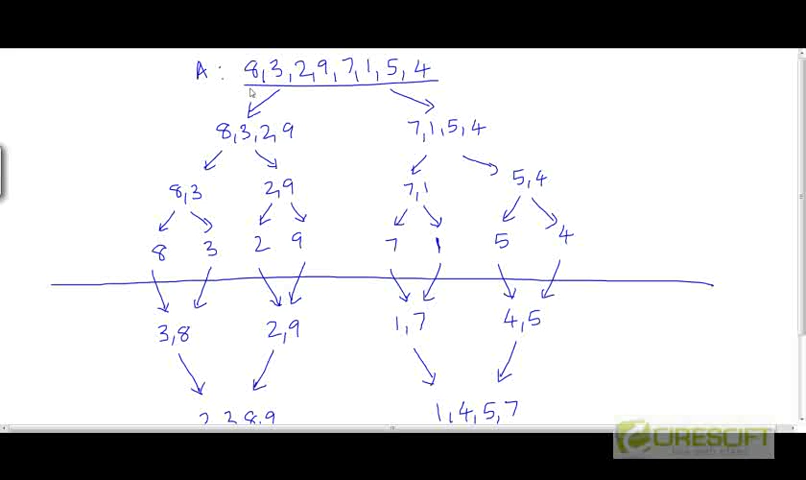 A : 8,3,2,9,7,1,5,4
8,3,2,9 7,1,5,4
8,3 2,9 7,1 5,4
8 3 2 9 7 1 5 4
3,8 2,9 1,7 4,5
2,3,8,9 1,4,5,7
CIRESOFT